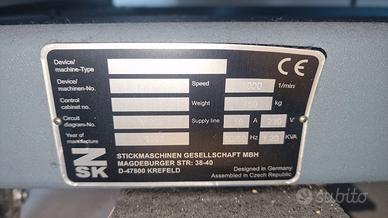 Device/
machine-Type
Device/
machinen-No. Speed 1/min
Control
cabinet no. Weight kg
Circuit
diagram-No. Supply line A 230 V
Year of
manufacture Hz KVA
CE
ZSK
STICKMASCHINEN GESELLSCHAFT MBH
MAGDEBURGER STR: 38-40
D-47800 KREFELD
Designed in Germany
Assembled in Czech Republic
subito